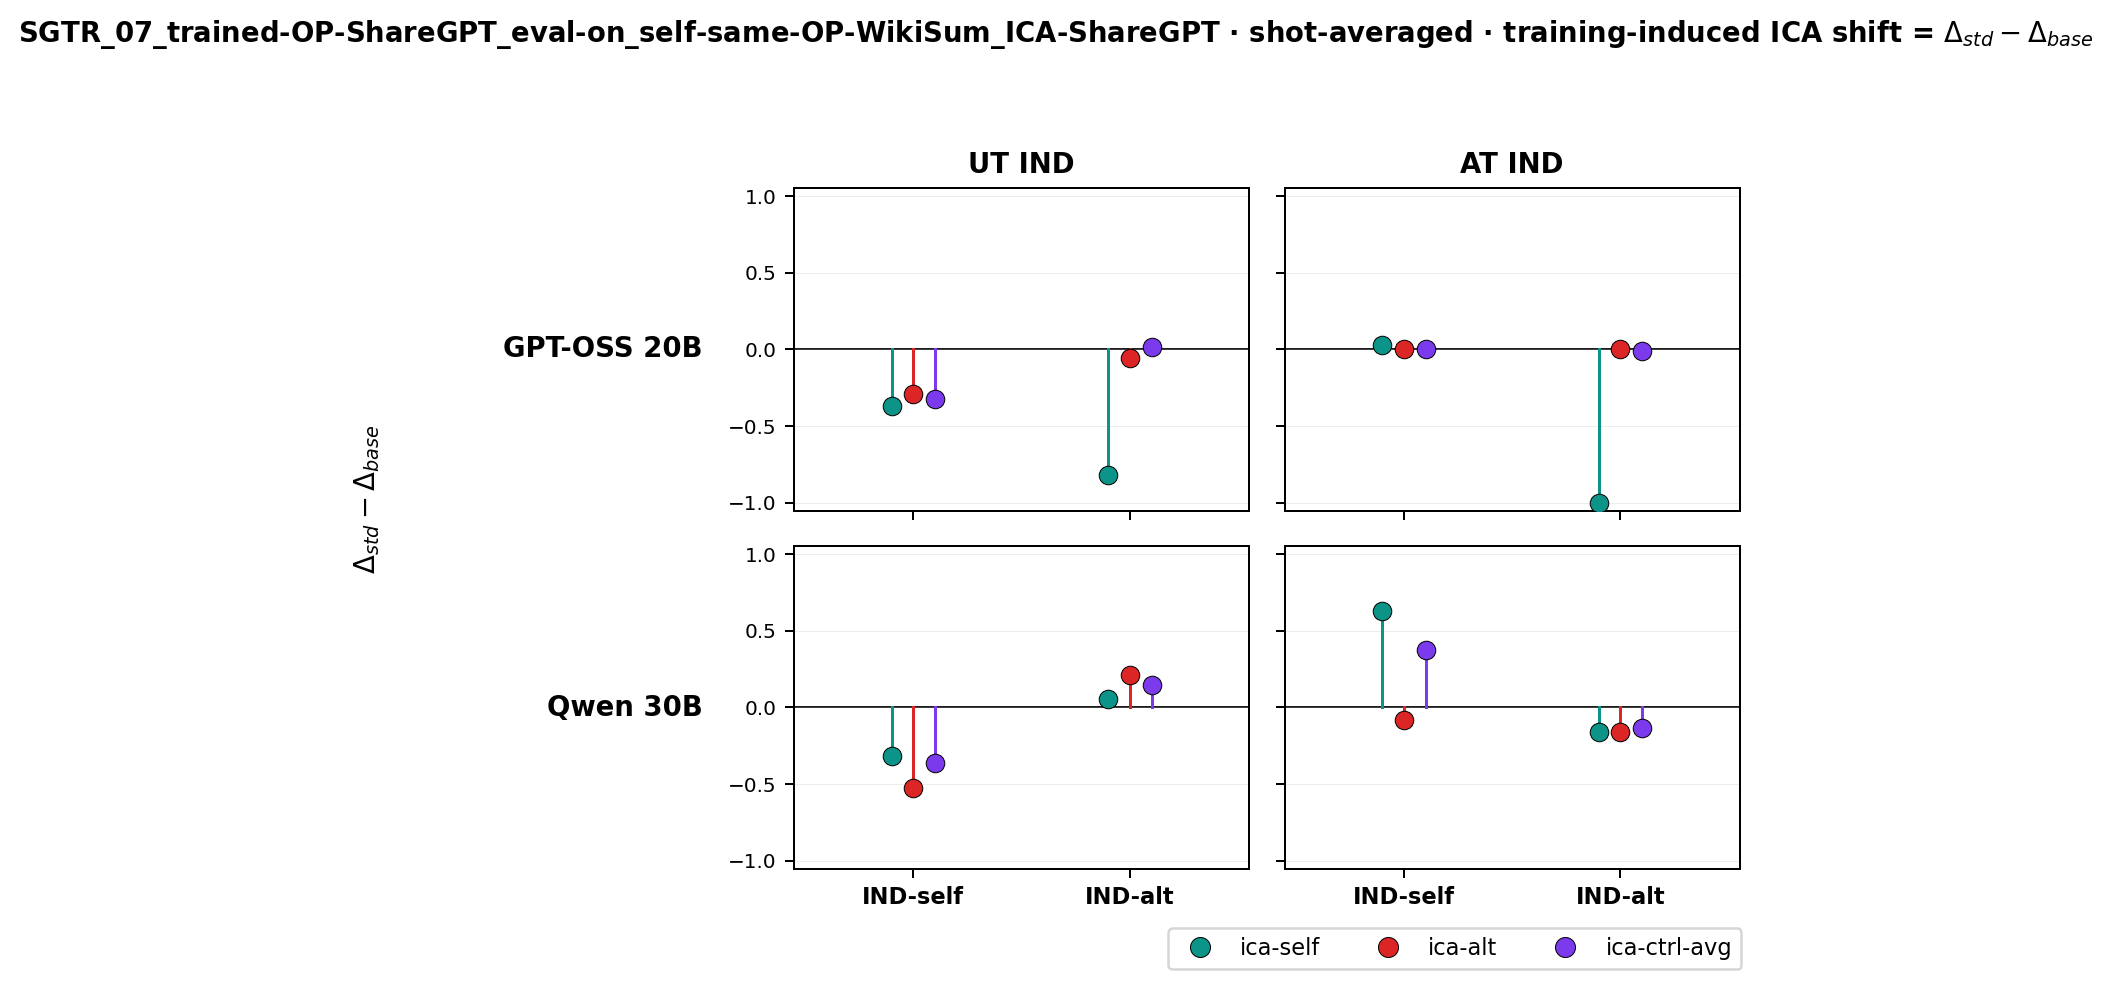 SGTR_07_trained-OP-ShareGPT_eval-on_self-same-OP-WikiSum_ICA-ShareGPT · shot-averaged · training-induced ICA shift = Δstd − Δbase
UT IND
AT IND
1.0
0.5
0.0
−0.5
−1.0
GPT-OSS 20B
Δstd − Δbase
1.0
0.5
0.0
−0.5
−1.0
Qwen 30B
IND-self
IND-alt
IND-self
IND-alt
ica-self
ica-alt
ica-ctrl-avg